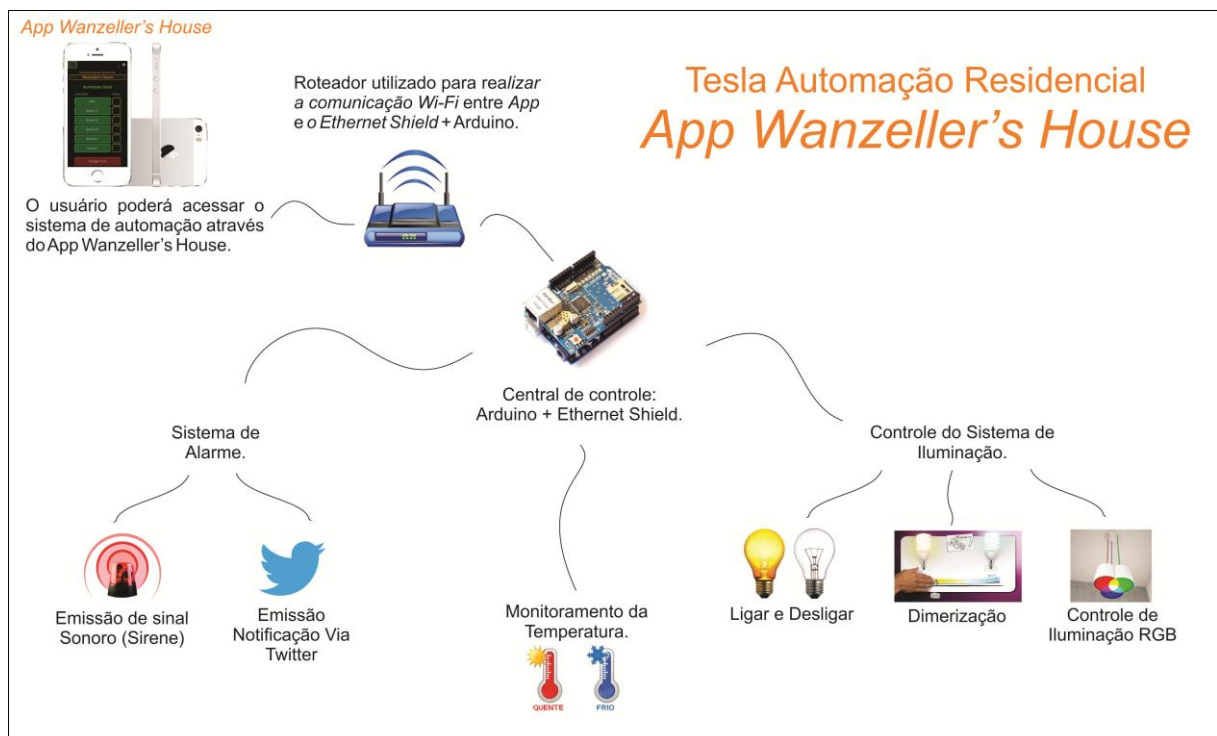 App Wanzeller's House
Tesla Automação Residencial
App Wanzeller's House
Roteador utilizado para realizar
a comunicação Wi-Fi entre App
e o Ethernet Shield + Arduino.
O usuário poderá acessar o
sistema de automação através
do App Wanzeller's House.
Central de controle:
Arduino + Ethernet Shield.
Sistema de
Alarme.
Controle do Sistema de
Iluminação.
Emissão de sinal
Sonoro (Sirene)
Emissão
Notificação Via
Twitter
Monitoramento da
Temperatura.
QUENTE
FRIO
Ligar e Desligar
Dimerização
Controle de
Iluminação RGB